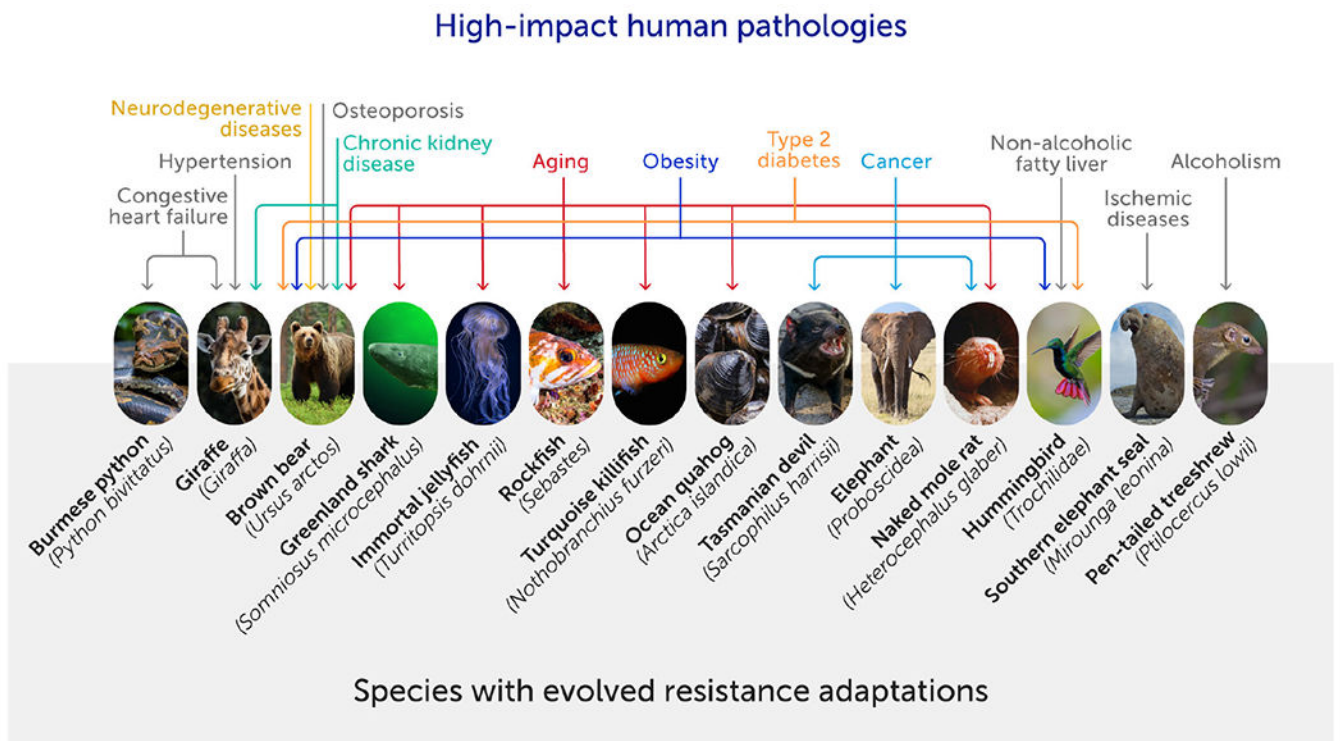 High-impact human pathologies
Neurodegenerative
diseases
Osteoporosis
Hypertension
Chronic kidney
disease
Congestive
heart failure
Aging
Obesity
Type 2
diabetes
Cancer
Non-alcoholic
fatty liver
Ischemic
diseases
Alcoholism
Burmese python
(Python bivittatus)
Giraffe
(Giraffa)
Brown bear
(Ursus arctos)
Greenland shark
(Somniosus microcephalus)
Immortal jellyfish
(Turritopsis dohrnii)
Rockfish
(Sebastes)
Turquoise killifish
(Nothobranchius furzeri)
Ocean quahog
(Arctica islandica)
Tasmanian devil
(Sarcophilus harrisii)
Elephant
(Proboscidea)
Naked mole rat
(Heterocephalus glaber)
Hummingbird
(Trochilidae)
Southern elephant seal
(Mirounga leonina)
Pen-tailed treeshrew
(Ptilocercus lowii)
Species with evolved resistance adaptations